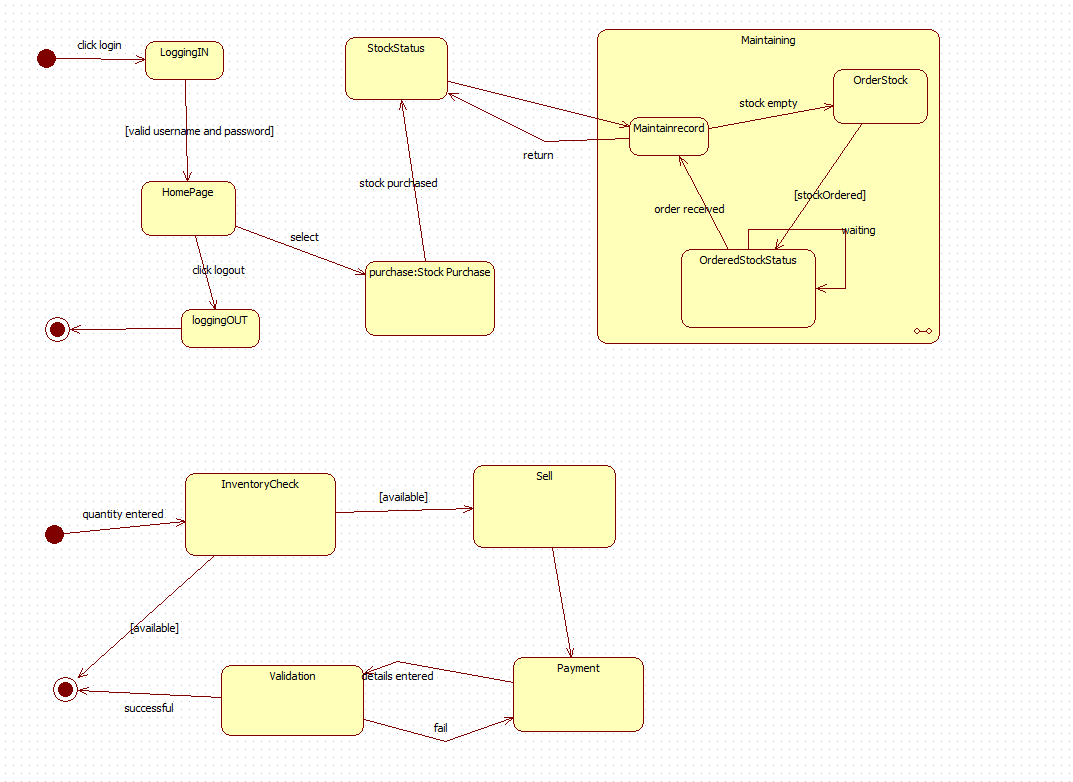 click login
LoggingIN
[valid username and password]
HomePage
click logout
loggingOUT
select
StockStatus
stock purchased
purchase:Stock Purchase
return
Maintaining
Maintainrecord
stock empty
OrderStock
[stockOrdered]
order received
waiting
OrderedStockStatus
quantity entered
InventoryCheck
[available]
Sell
[available]
Validation
details entered
Payment
successful
fail